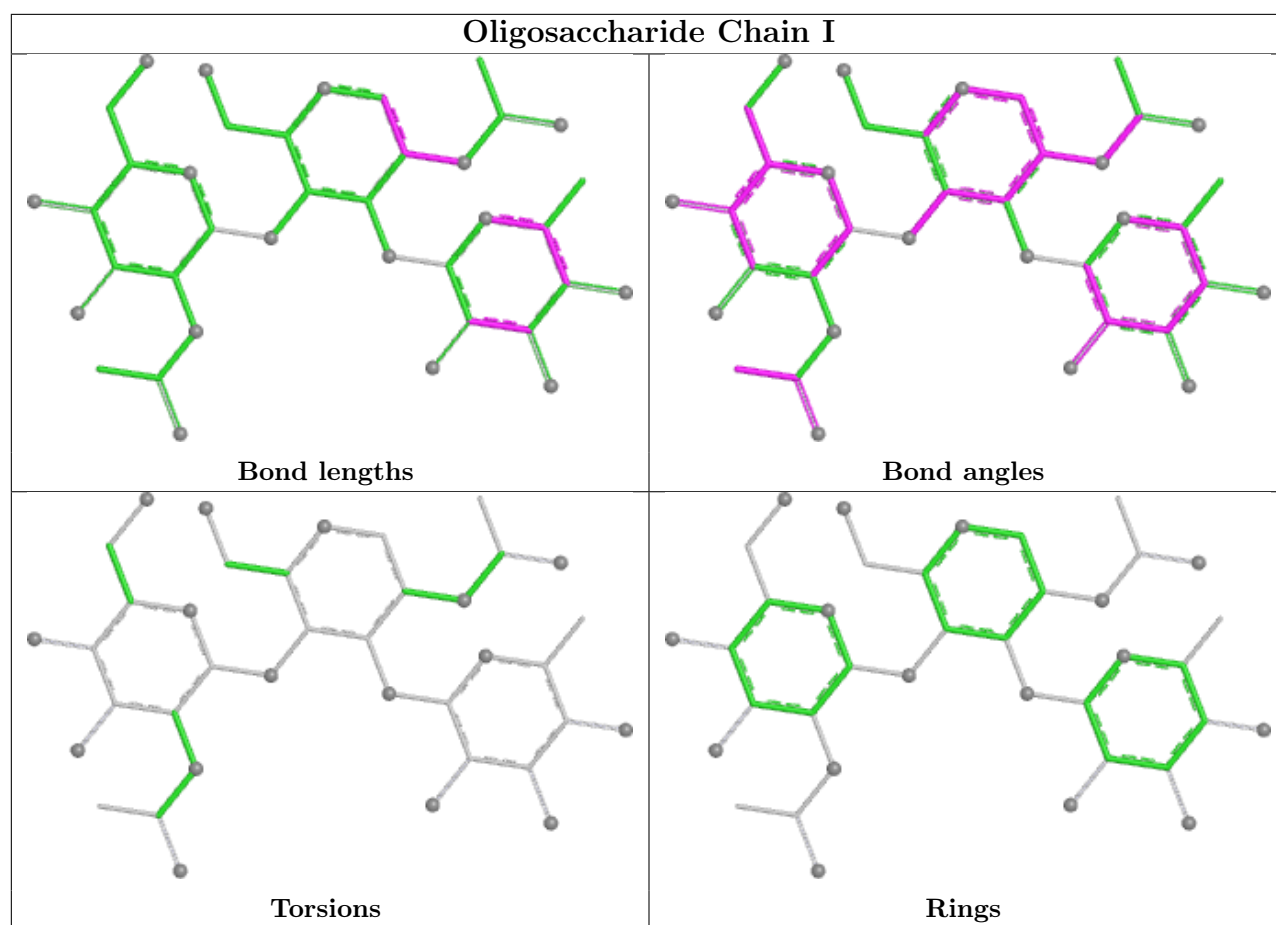 Oligosaccharide Chain I
Bond lengths
Bond angles
Torsions
Rings